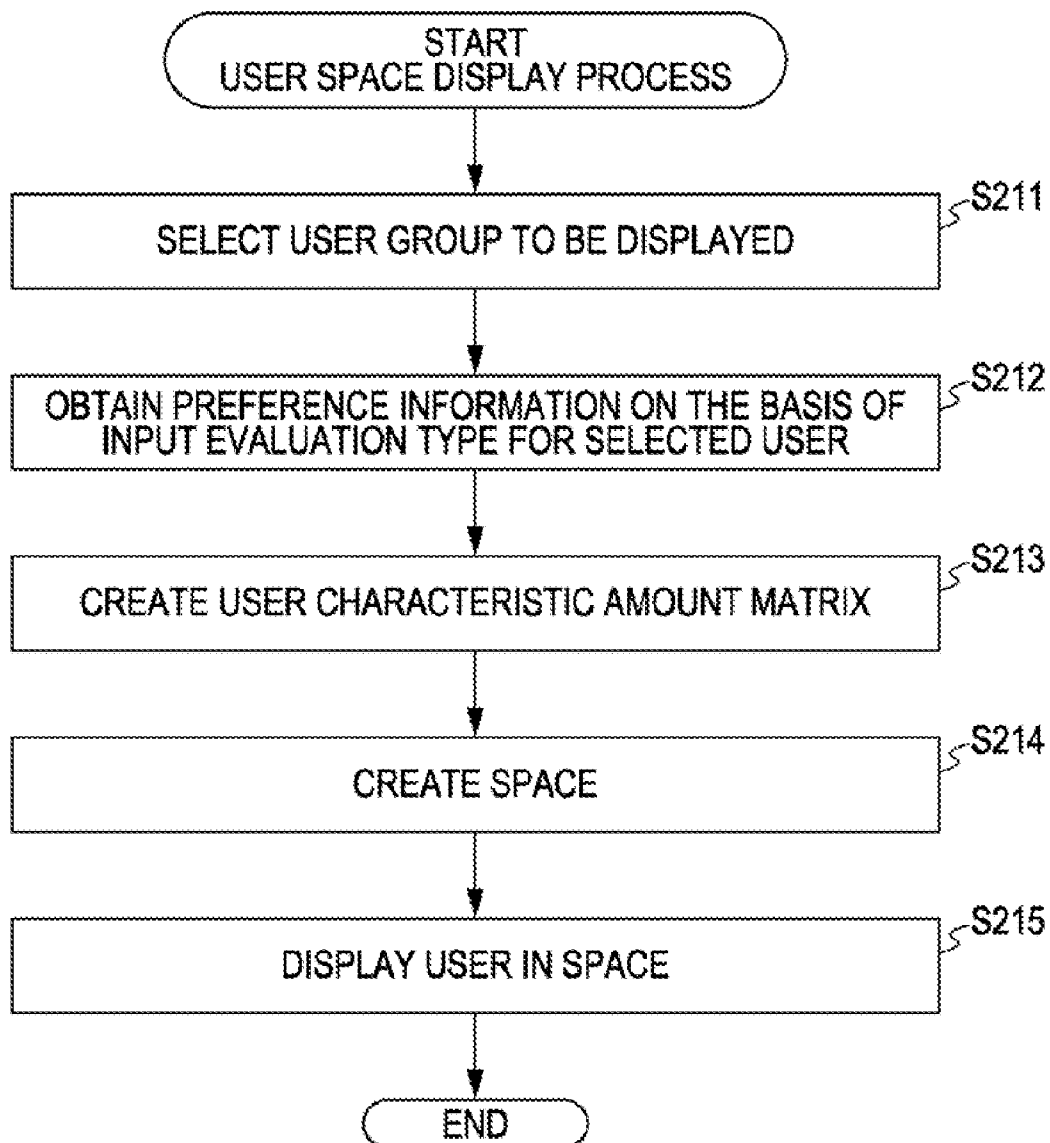 START
USER SPACE DISPLAY PROCESS
S211
SELECT USER GROUP TO BE DISPLAYED
S212
OBTAIN PREFERENCE INFORMATION ON THE BASIS OF
INPUT EVALUATION TYPE FOR SELECTED USER
S213
CREATE USER CHARACTERISTIC AMOUNT MATRIX
S214
CREATE SPACE
S215
DISPLAY USER IN SPACE
END